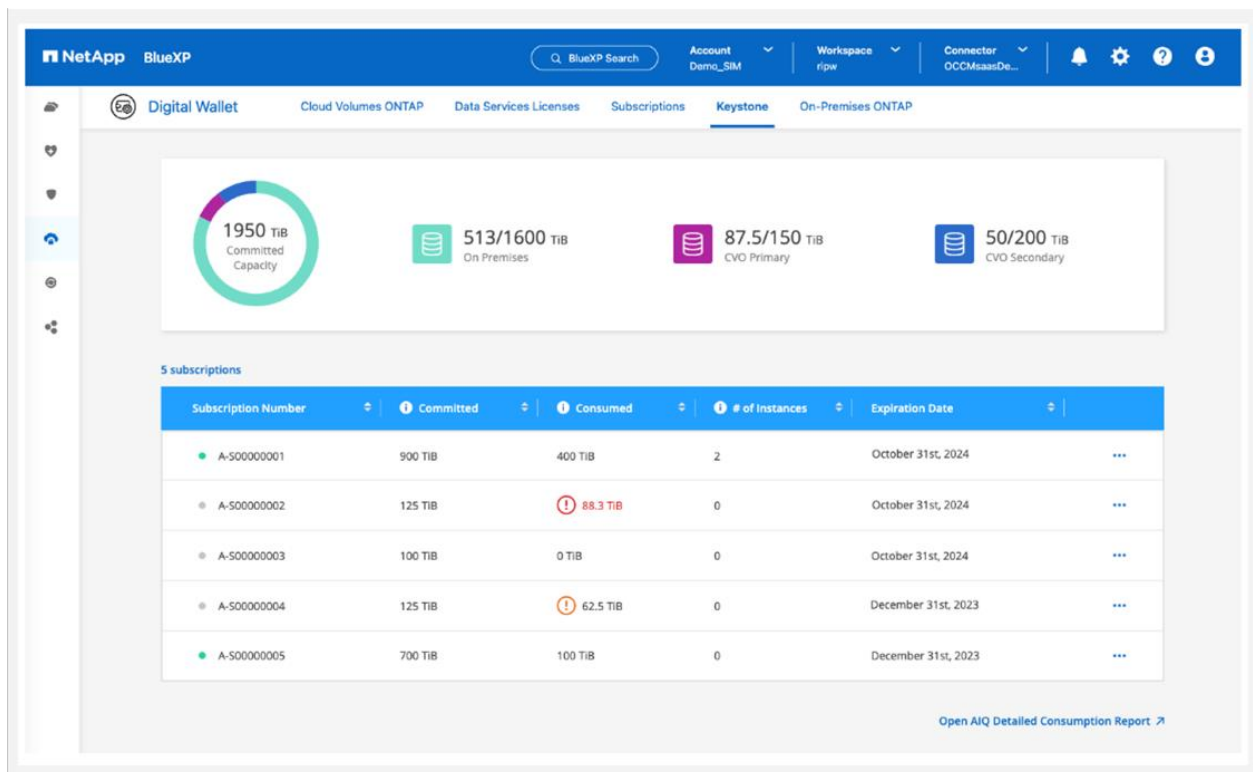 NetApp BlueXP BlueXP Search Account Workspace Connector
Demo_SIM ripw OCCMsaasDe...
Digital Wallet Cloud Volumes ONTAP Data Services Licenses Subscriptions Keystone On-Premises ONTAP
1950 TiB
Committed
Capacity
513/1600 TiB
On Premises
87.5/150 TiB
CVO Primary
50/200 TiB
CVO Secondary
5 subscriptions
Subscription Number Committed Consumed # of Instances Expiration Date
A-S00000001 900 TiB 400 TiB 2 October 31st, 2024
A-S00000002 125 TiB 88.3 TiB 0 October 31st, 2024
A-S00000003 100 TiB 0 TiB 0 October 31st, 2024
A-S00000004 125 TiB 62.5 TiB 0 December 31st, 2023
A-S00000005 700 TiB 100 TiB 0 December 31st, 2023
Open AIQ Detailed Consumption Report